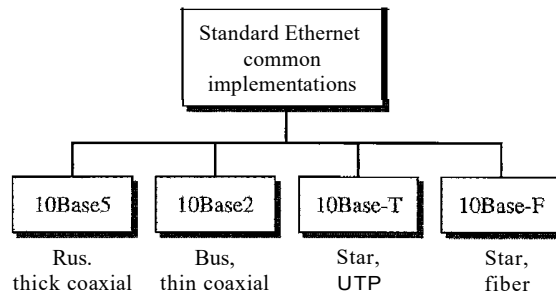 Standard Ethernet
common
implementations
10Base5
10Base2
10Base-T
10Base-F
Rus.
thick coaxial
Bus,
thin coaxial
Star,
UTP
Star,
fiber